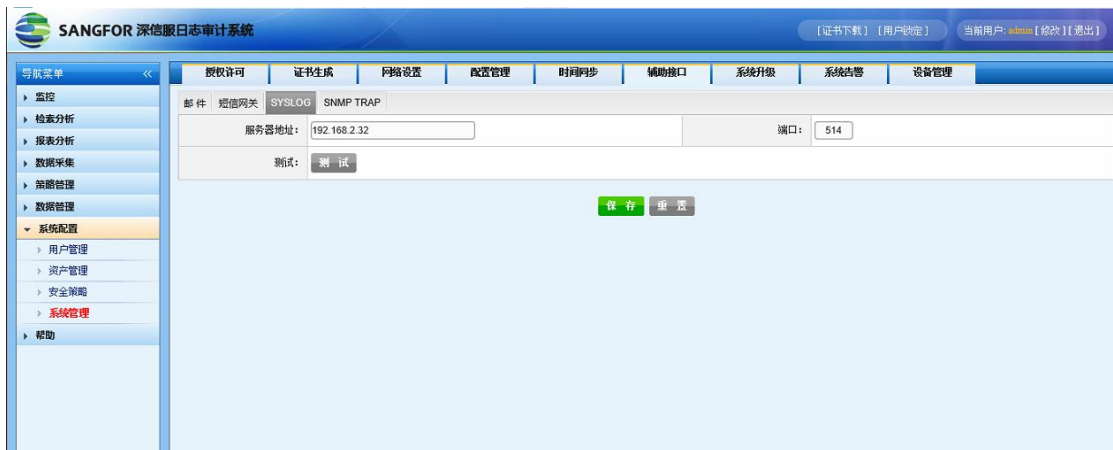 SANGFOR 深信服日志审计系统
[证书下载] [用户锁定] 当前用户: admin [修改][退出]
导航菜单 «
监控
检索分析
报表分析
数据采集
策略管理
数据管理
系统配置
用户管理
资产管理
安全策略
系统管理
帮助
授权许可 证书生成 网络设置 配置管理 时间同步 辅助接口 系统升级 系统告警 设备管理
邮件 短信网关 SYSLOG SNMP TRAP
服务器地址: 192.168.2.32 端口: 514
测试: 测 试
保 存 重 置